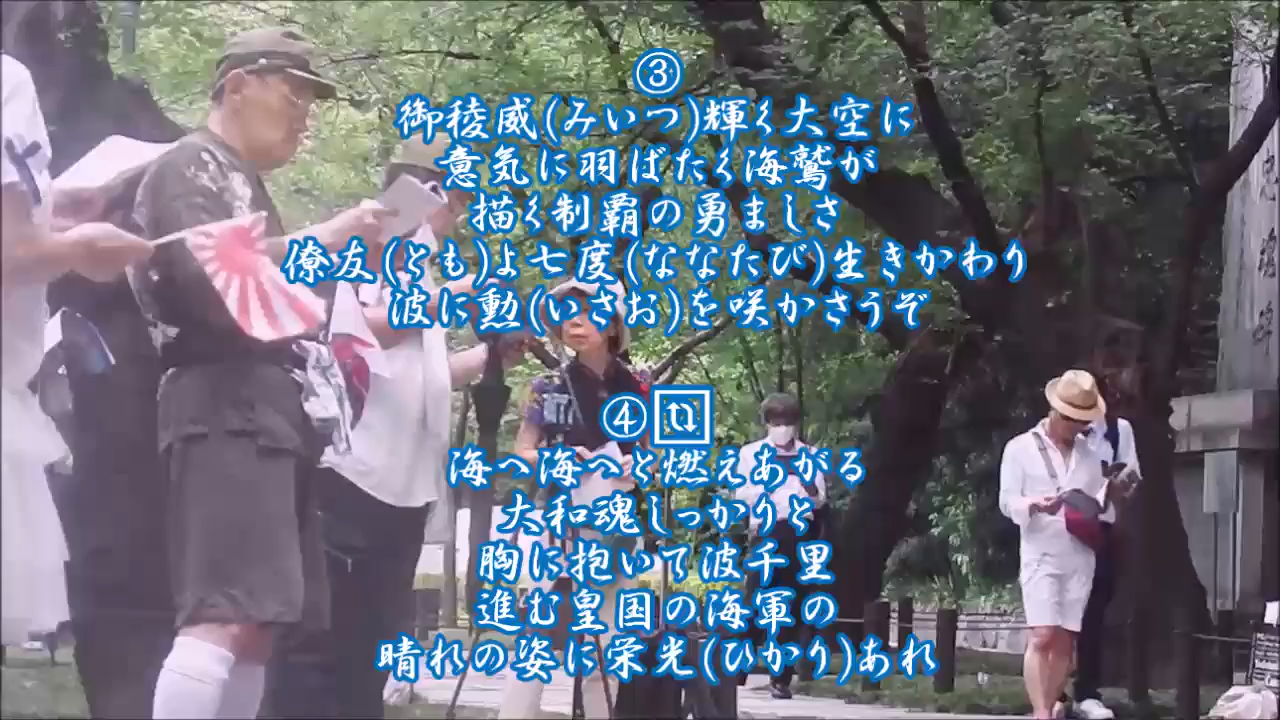 ③
御稜威(みいつ)輝く大空に
意気に羽ばたく海鷲が
描く制覇の勇ましさ
僚友(とも)よ七度(ななたび)生きかわり
波に勲(いさお)を咲かさうぞ
④🔃
海へ海へと燃えあがる
大和魂しっかりと
胸に抱いて波千里
進む皇国の海軍の
晴れの姿に栄光(ひかり)あれ
忠魂碑